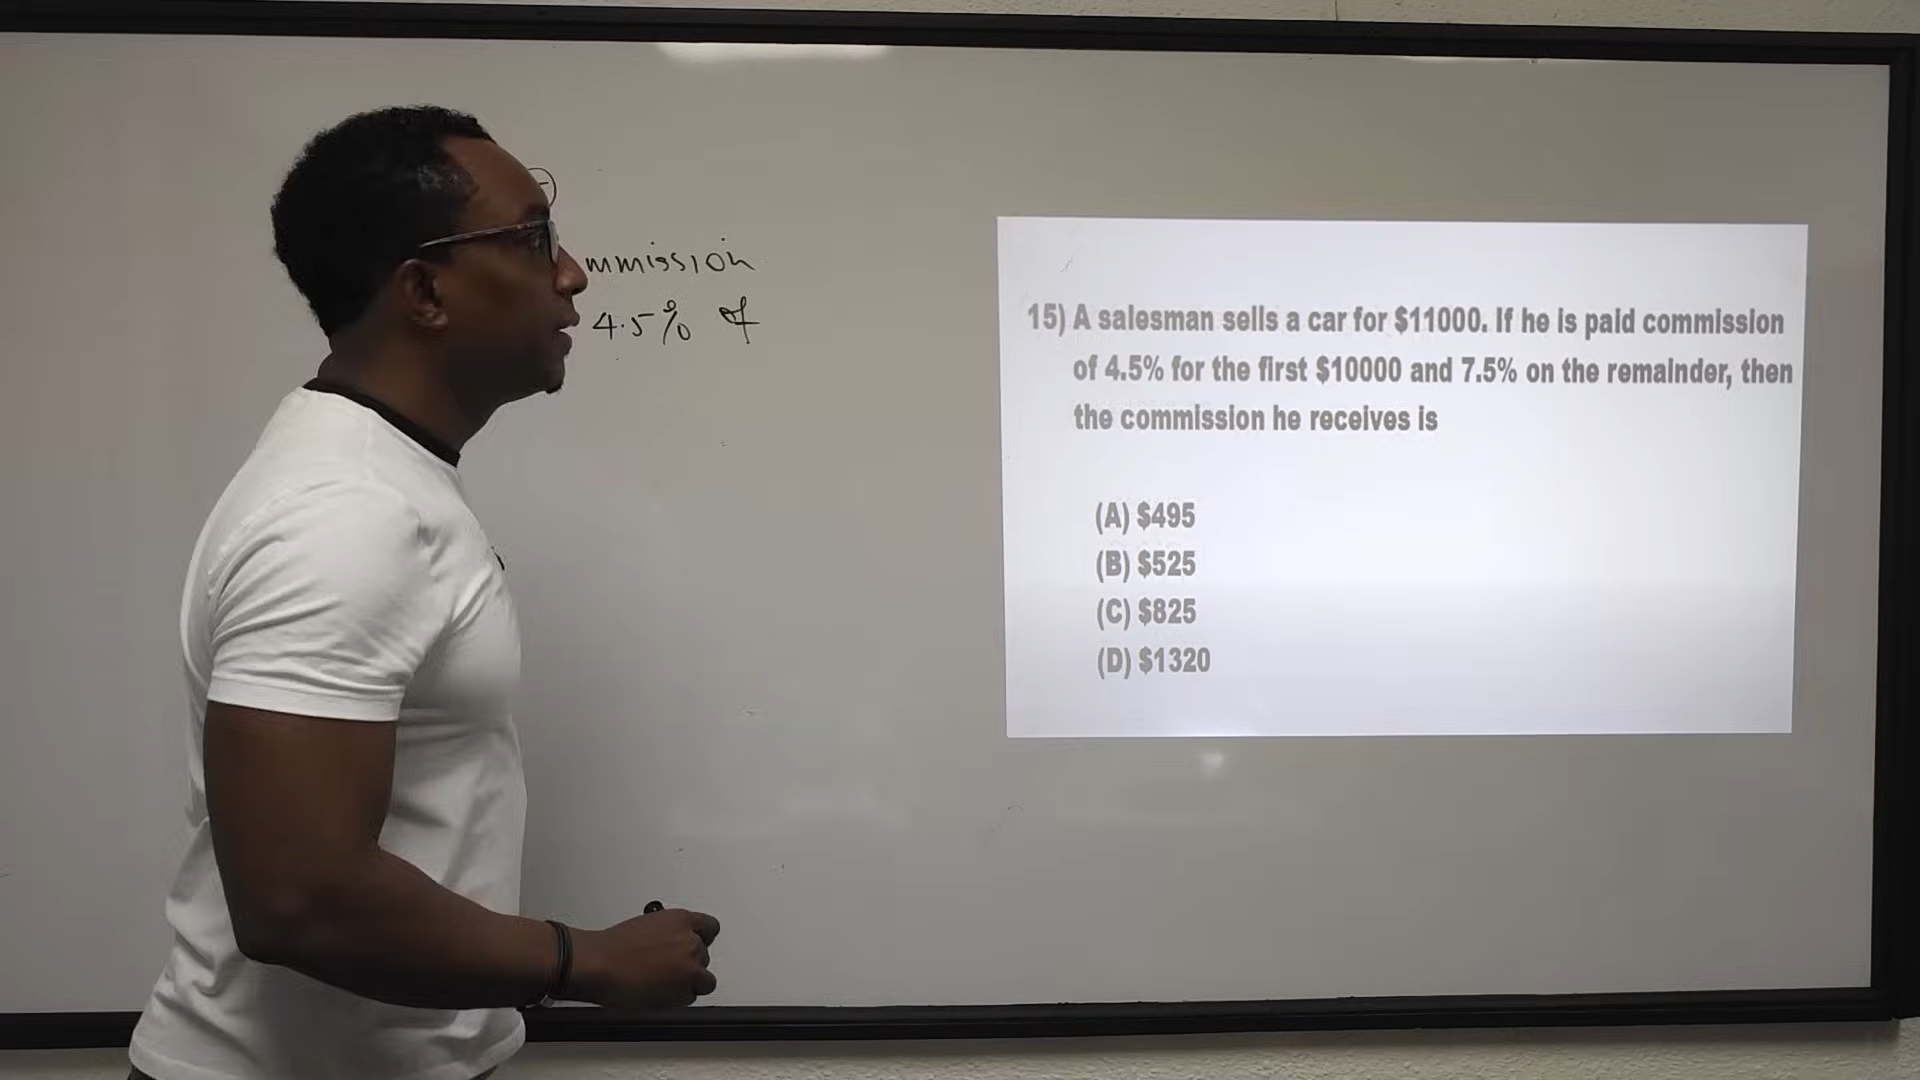 mmission
4.5% of
15) A salesman sells a car for $11000. If he is paid commission
of 4.5% for the first $10000 and 7.5% on the remainder, then
the commission he receives is
(A) $495
(B) $525
(C) $825
(D) $1320